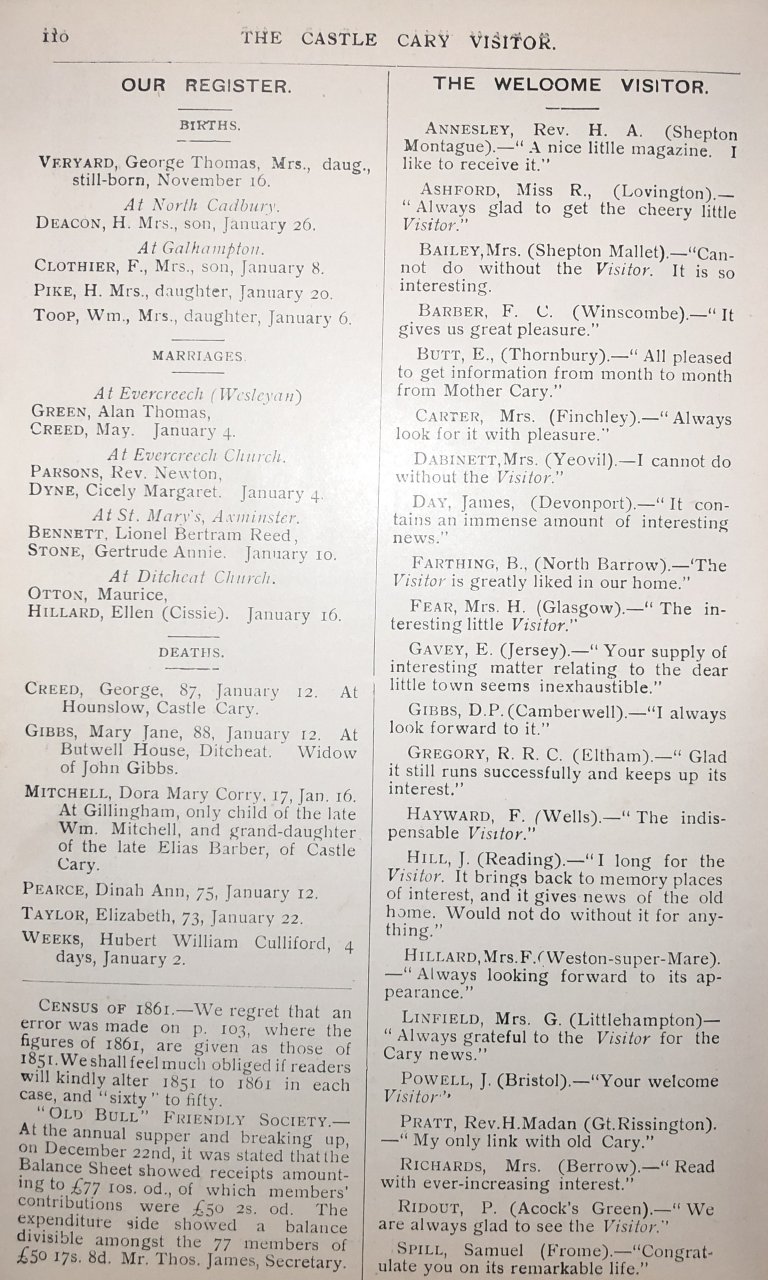 110
THE CASTLE CARY VISITOR.
OUR REGISTER.
BIRTHS.
VERYARD, George Thomas, Mrs., daug.,
still-born, November 16.
At North Cadbury.
DEACON, H. Mrs., son, January 26.
At Galhampton.
CLOTHIER, F., Mrs., son, January 8.
PIKE, H. Mrs., daughter, January 20.
TOOP, Wm., Mrs., daughter, January 6.
MARRIAGES.
At Evercreech (Wesleyan)
GREEN, Alan Thomas,
CREED, May. January 4.
At Evercreech Church.
PARSONS, Rev. Newton,
DYNE, Cicely Margaret. January 4.
At St. Mary's, Axminster.
BENNETT, Lionel Bertram Reed,
STONE, Gertrude Annie. January 10.
At Ditcheat Church.
OTTON, Maurice,
HILLARD, Ellen (Cissie). January 16.
DEATHS.
CREED, George, 87, January 12. At
Hounslow, Castle Cary.
GIBBS, Mary Jane, 88, January 12. At
Butwell House, Ditcheat. Widow
of John Gibbs.
MITCHELL, Dora Mary Corry, 17, Jan. 16.
At Gillingham, only child of the late
Wm. Mitchell, and grand-daughter
of the late Elias Barber, of Castle
Cary.
PEARCE, Dinah Ann, 75, January 12.
TAYLOR, Elizabeth, 73, January 22.
WEEKS, Hubert William Culliford, 4
days, January 2.
CENSUS OF 1861.—We regret that an
error was made on p. 103, where the
figures of 1861, are given as those of
1851. We shall feel much obliged if readers
will kindly alter 1851 to 1861 in each
case, and "sixty" to fifty.
"OLD BULL" FRIENDLY SOCIETY.—
At the annual supper and breaking up,
on December 22nd, it was stated that the
Balance Sheet showed receipts amount-
ing to £77 10s. 0d., of which members'
contributions were £50 2s. 0d. The
expenditure side showed a balance
divisible amongst the 77 members of
£50 17s. 8d. Mr. Thos. James, Secretary.
THE WELCOME VISITOR.
ANNESLEY, Rev. H. A. (Shepton
Montague).—"A nice litlle magazine. I
like to receive it."
ASHFORD, Miss R., (Lovington).—
"Always glad to get the cheery little
Visitor."
BAILEY, Mrs. (Shepton Mallet).—"Can-
not do without the Visitor. It is so
interesting.
BARBER, F. C. (Winscombe).—"It
gives us great pleasure."
BUTT, E., (Thornbury).—"All pleased
to get information from month to month
from Mother Cary."
CARTER, Mrs. (Finchley).—"Always
look for it with pleasure."
DABINETT, Mrs. (Yeovil).—I cannot do
without the Visitor."
DAY, James, (Devonport).—"It con-
tains an immense amount of interesting
news."
FARTHING, B., (North Barrow).—'The
Visitor is greatly liked in our home."
FEAR, Mrs. H. (Glasgow).—"The in-
teresting little Visitor."
GAVEY, E. (Jersey).—"Your supply of
interesting matter relating to the dear
little town seems inexhaustible."
GIBBS, D.P. (Camberwell).—"I always
look forward to it."
GREGORY, R. R. C. (Eltham).—"Glad
it still runs successfully and keeps up its
interest."
HAYWARD, F. (Wells).—"The indis-
pensable Visitor."
HILL, J. (Reading).—"I long for the
Visitor. It brings back to memory places
of interest, and it gives news of the old
home. Would not do without it for any-
thing."
HILLARD, Mrs. F. (Weston-super-Mare).
—"Always looking forward to its ap-
pearance."
LINFIELD, Mrs. G. (Littlehampton)—
"Always grateful to the Visitor for the
Cary news."
POWELL, J. (Bristol).—"Your welcome
Visitor"
PRATT, Rev. H. Madan (Gt. Rissington).
—"My only link with old Cary."
RICHARDS, Mrs. (Berrow).—"Read
with ever-increasing interest."
RIDOUT, P. (Acock's Green).—"We
are always glad to see the Visitor."
SPILL, Samuel (Frome).—"Congrat-
ulate you on its remarkable life."